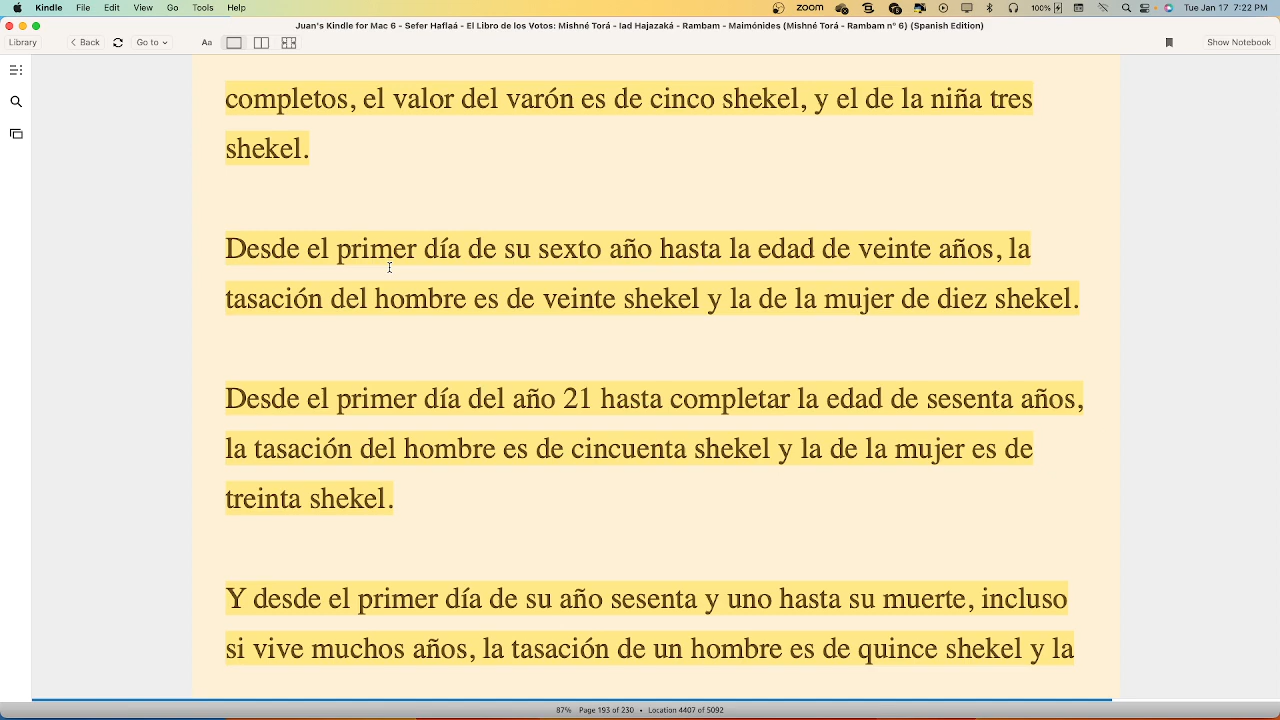 Kindle File Edit View Go Tools Help zoom 100% Tue Jan 17 7:22 PM
Juan's Kindle for Mac 6 - Sefer Haflaá - El Libro de los Votos: Mishné Torá - Iad Hajazaká - Rambam - Maimónides (Mishné Torá - Rambam nº 6) (Spanish Edition)
Library Back Go to Aa Show Notebook
completos, el valor del varón es de cinco shekel, y el de la niña tres
shekel.
Desde el primer día de su sexto año hasta la edad de veinte años, la
tasación del hombre es de veinte shekel y la de la mujer de diez shekel.
Desde el primer día del año 21 hasta completar la edad de sesenta años,
la tasación del hombre es de cincuenta shekel y la de la mujer es de
treinta shekel.
Y desde el primer día de su año sesenta y uno hasta su muerte, incluso
si vive muchos años, la tasación de un hombre es de quince shekel y la
87% Page 193 of 230 • Location 4407 of 5092